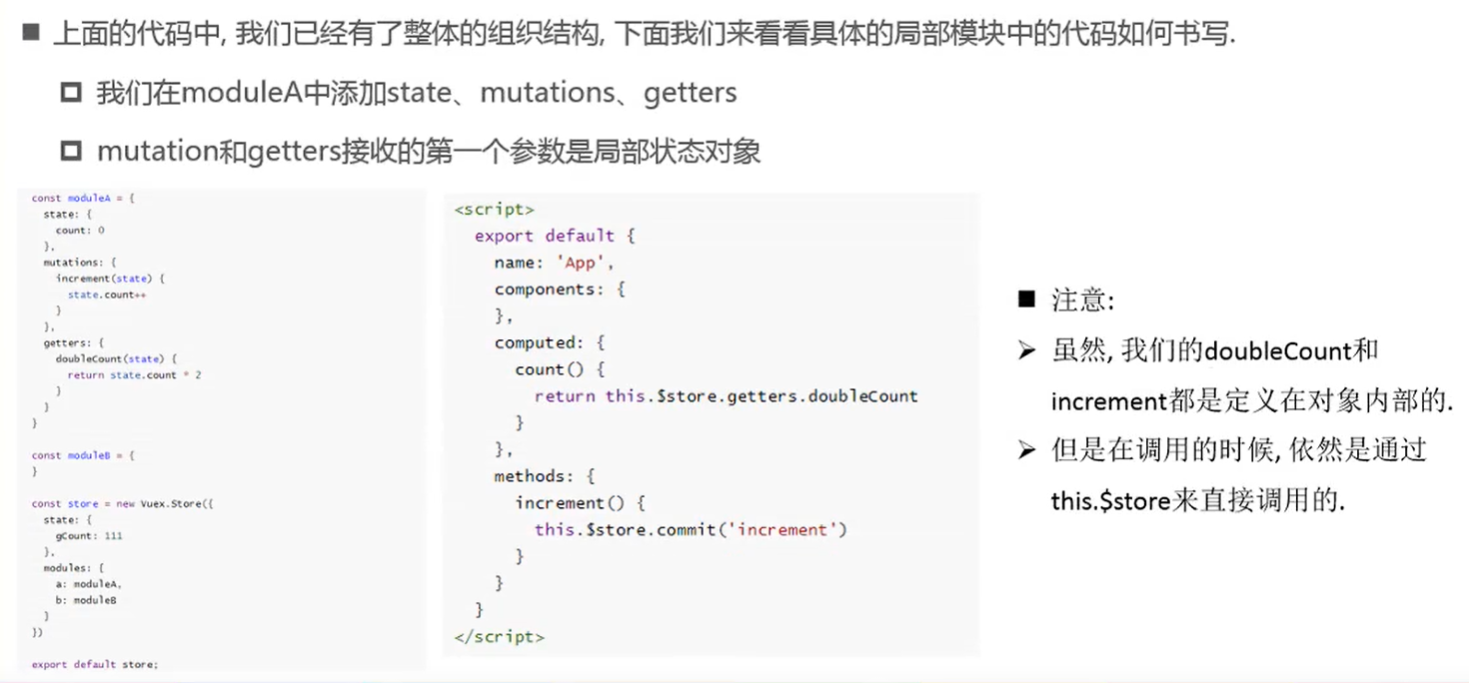 上面的代码中, 我们已经有了整体的组织结构, 下面我们来看看具体的局部模块中的代码如何书写.
我们在moduleA中添加state、mutations、getters
mutation和getters接收的第一个参数是局部状态对象
const moduleA = {
  state: {
    count: 0
  },
  mutations: {
    increment(state) {
      state.count++
    }
  },
  getters: {
    doubleCount(state) {
      return state.count * 2
    }
  }
}
const moduleB = {
}
const store = new Vuex.Store({
  state: {
    gCount: 111
  },
  modules: {
    a: moduleA,
    b: moduleB
  }
})
export default store;
<script>
  export default {
    name: 'App',
    components: {
    },
    computed: {
      count() {
        return this.$store.getters.doubleCount
      }
    },
    methods: {
      increment() {
        this.$store.commit('increment')
      }
    }
  }
</script>
注意:
虽然, 我们的doubleCount和
increment都是定义在对象内部的.
但是在调用的时候, 依然是通过
this.$store来直接调用的.